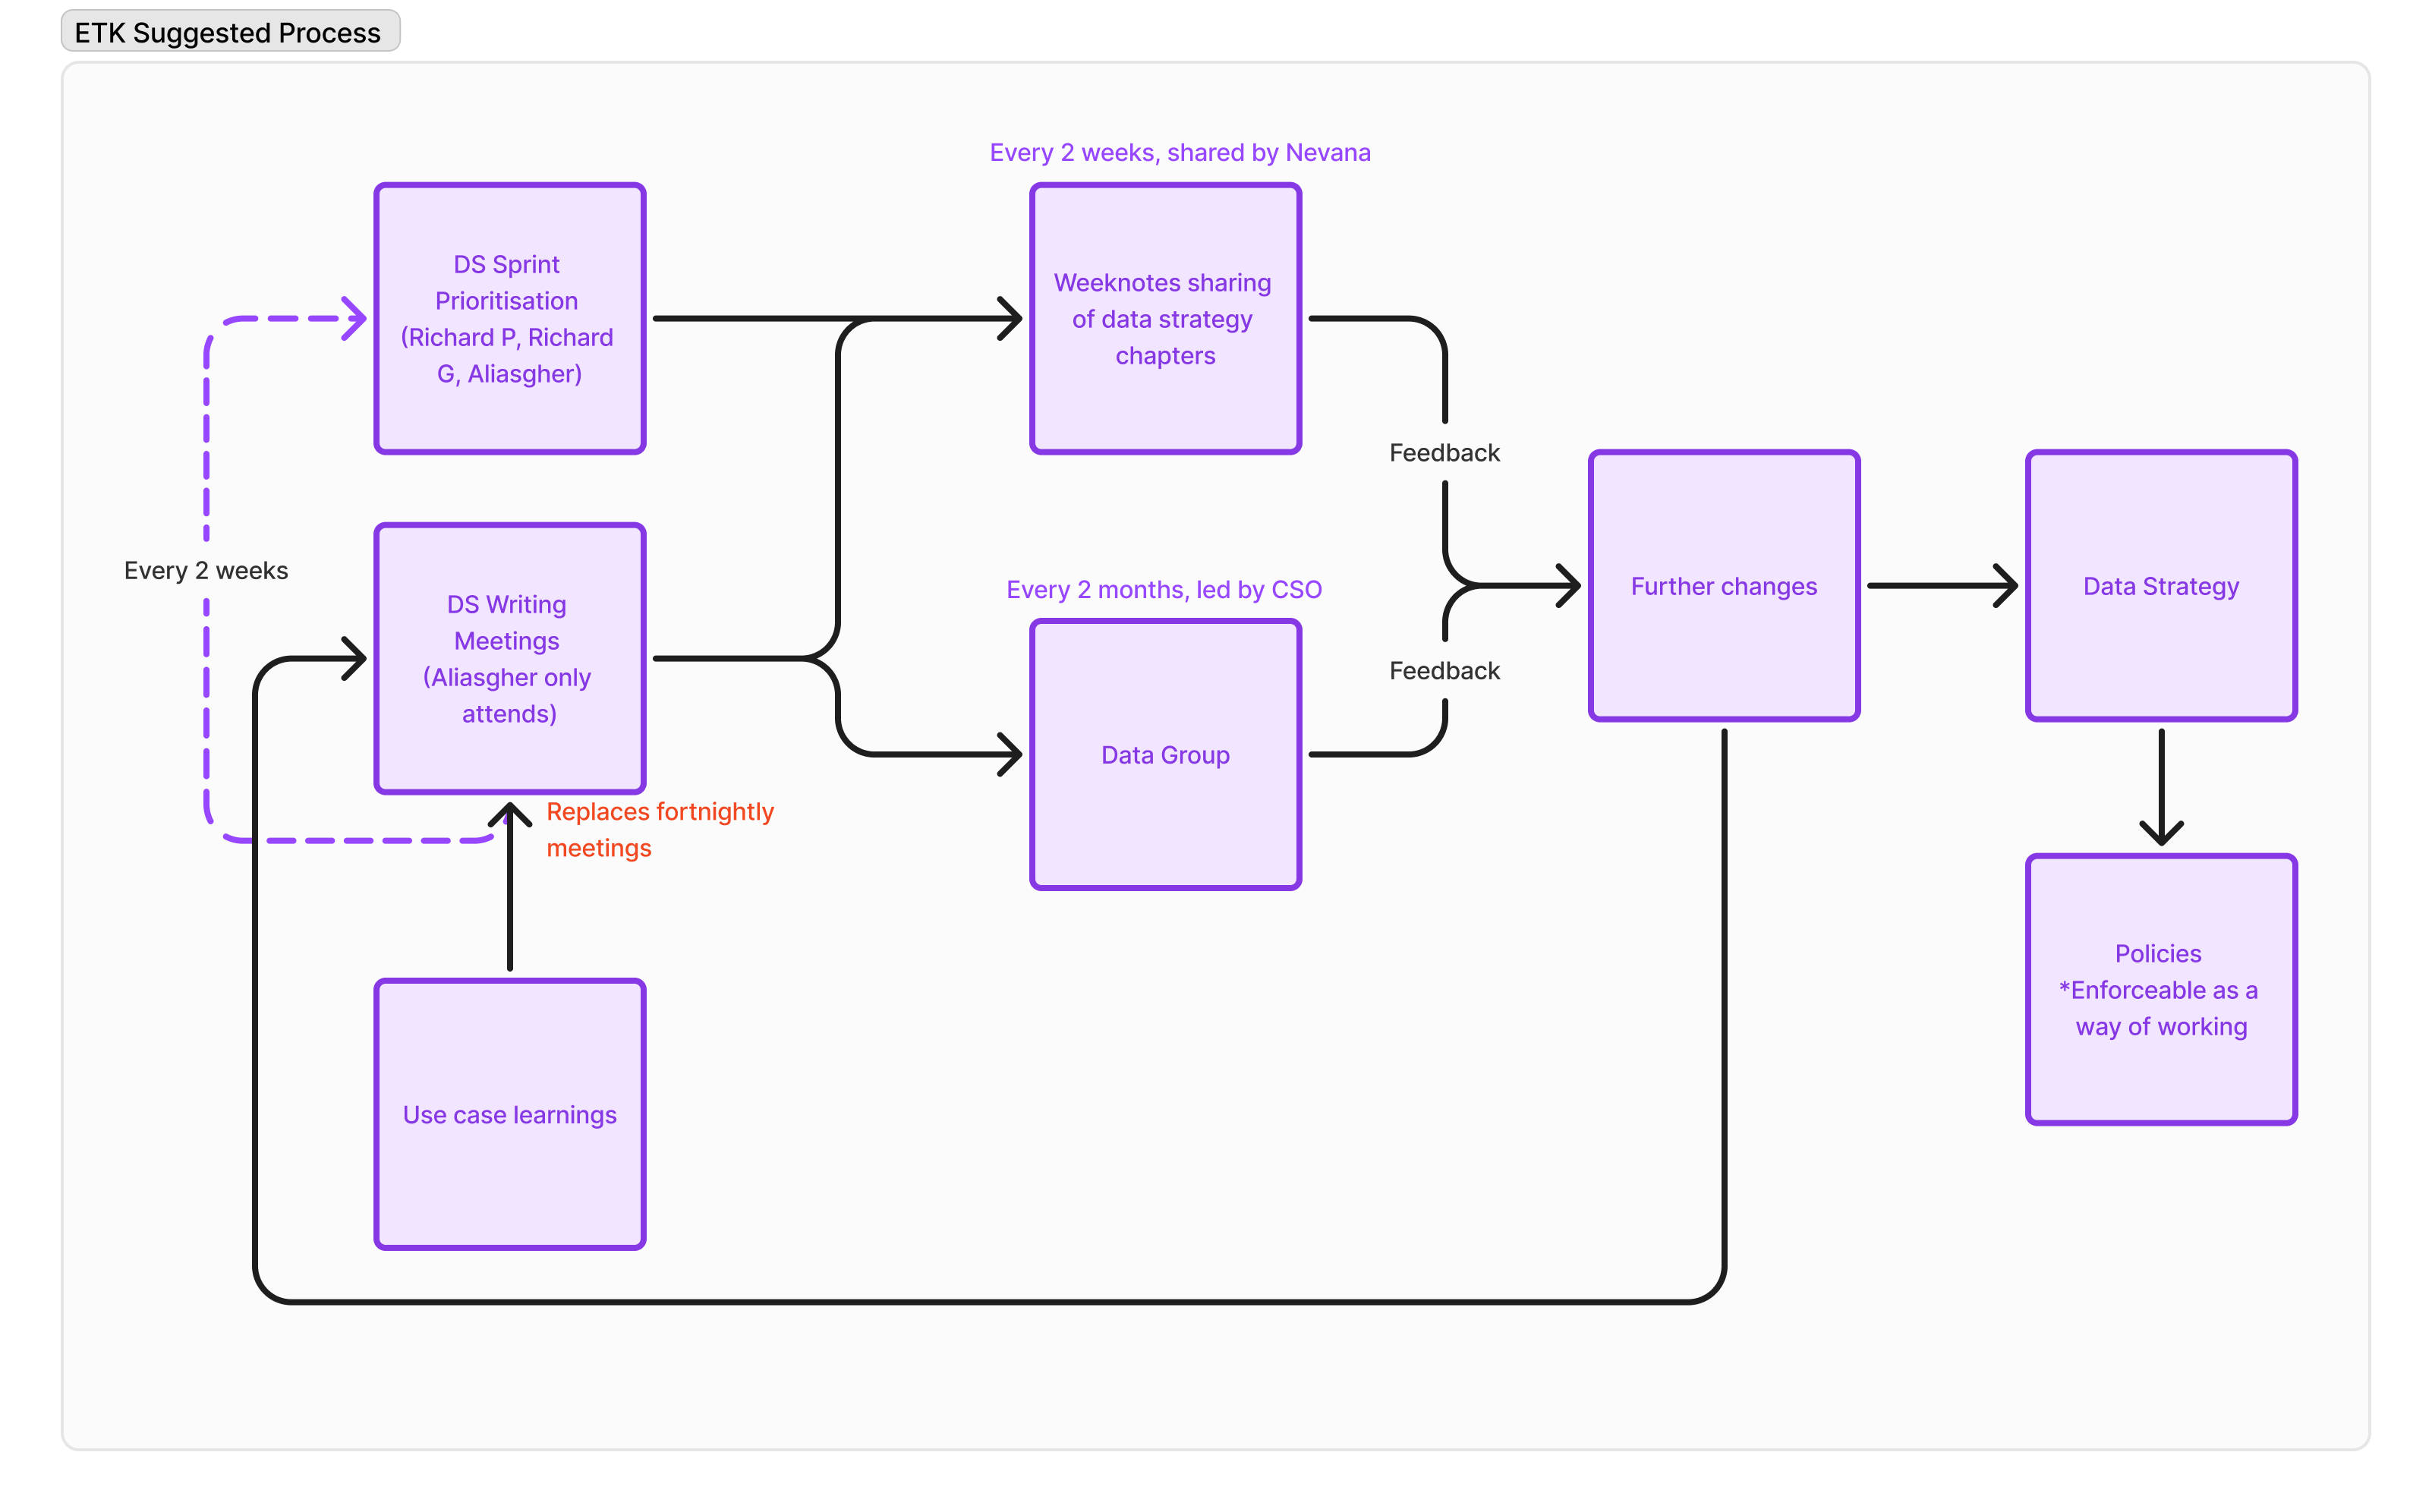 ETK Suggested Process
Every 2 weeks, shared by Nevana
DS Sprint
Prioritisation
(Richard P, Richard
G, Aliasgher)
Weeknotes sharing
of data strategy
chapters
Feedback
Every 2 weeks
DS Writing
Meetings
(Aliasgher only
attends)
Every 2 months, led by CSO
Data Group
Feedback
Further changes
Data Strategy
Replaces fortnightly
meetings
Use case learnings
Policies
*Enforceable as a
way of working